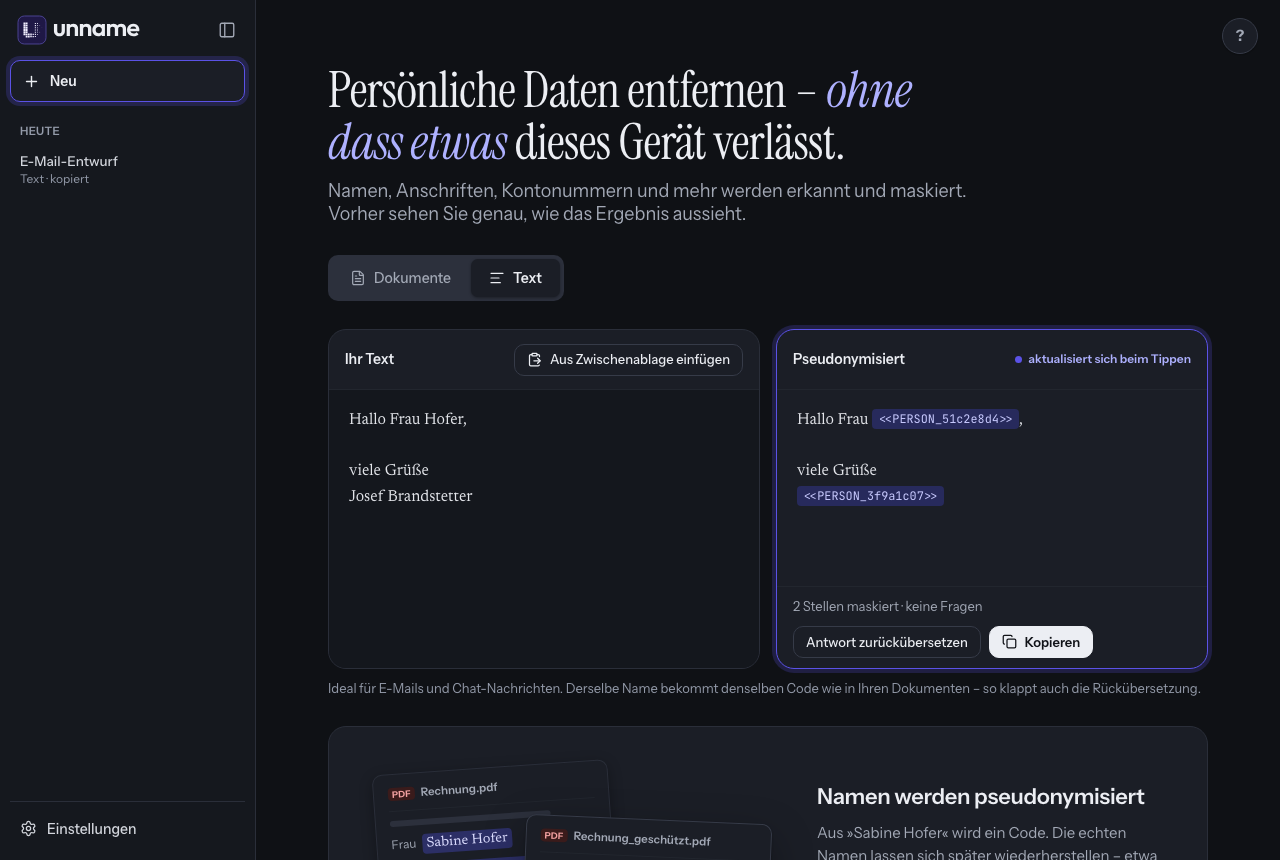 unname
?
Neu
HEUTE
E-Mail-Entwurf
Text · kopiert
Persönliche Daten entfernen – ohne
dass etwas dieses Gerät verlässt.
Namen, Anschriften, Kontonummern und mehr werden erkannt und maskiert.
Vorher sehen Sie genau, wie das Ergebnis aussieht.
Dokumente
Text
Ihr Text
Aus Zwischenablage einfügen
Hallo Frau Hofer,
viele Grüße
Josef Brandstetter
Pseudonymisiert
aktualisiert sich beim Tippen
Hallo Frau <<PERSON_51c2e8d4>>,
viele Grüße
<<PERSON_3f9a1c07>>
2 Stellen maskiert · keine Fragen
Antwort zurückübersetzen
Kopieren
Ideal für E-Mails und Chat-Nachrichten. Derselbe Name bekommt denselben Code wie in Ihren Dokumenten – so klappt auch die Rückübersetzung.
PDF Rechnung.pdf
Frau Sabine Hofer
PDF Rechnung_geschützt.pdf
Namen werden pseudonymisiert
Aus »Sabine Hofer« wird ein Code. Die echten
Namen lassen sich später wiederherstellen – etwa
Einstellungen